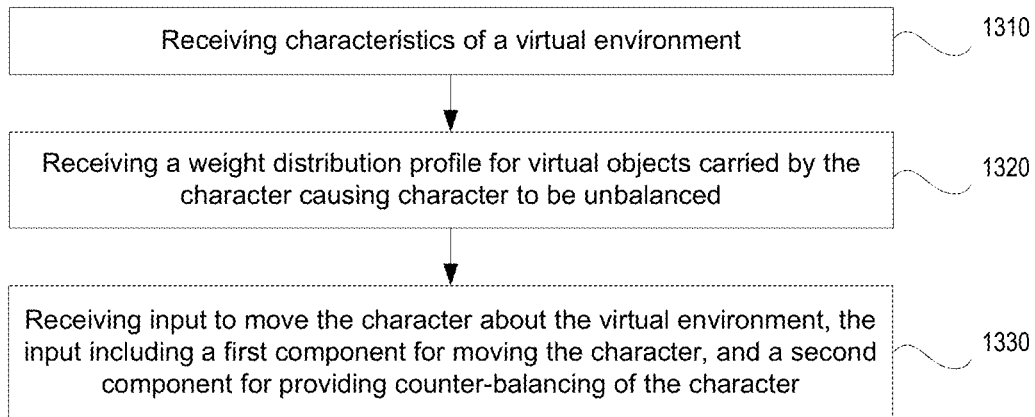 Receiving characteristics of a virtual environment
1310
Receiving a weight distribution profile for virtual objects carried by the
character causing character to be unbalanced
1320
Receiving input to move the character about the virtual environment, the
input including a first component for moving the character, and a second
component for providing counter-balancing of the character
1330